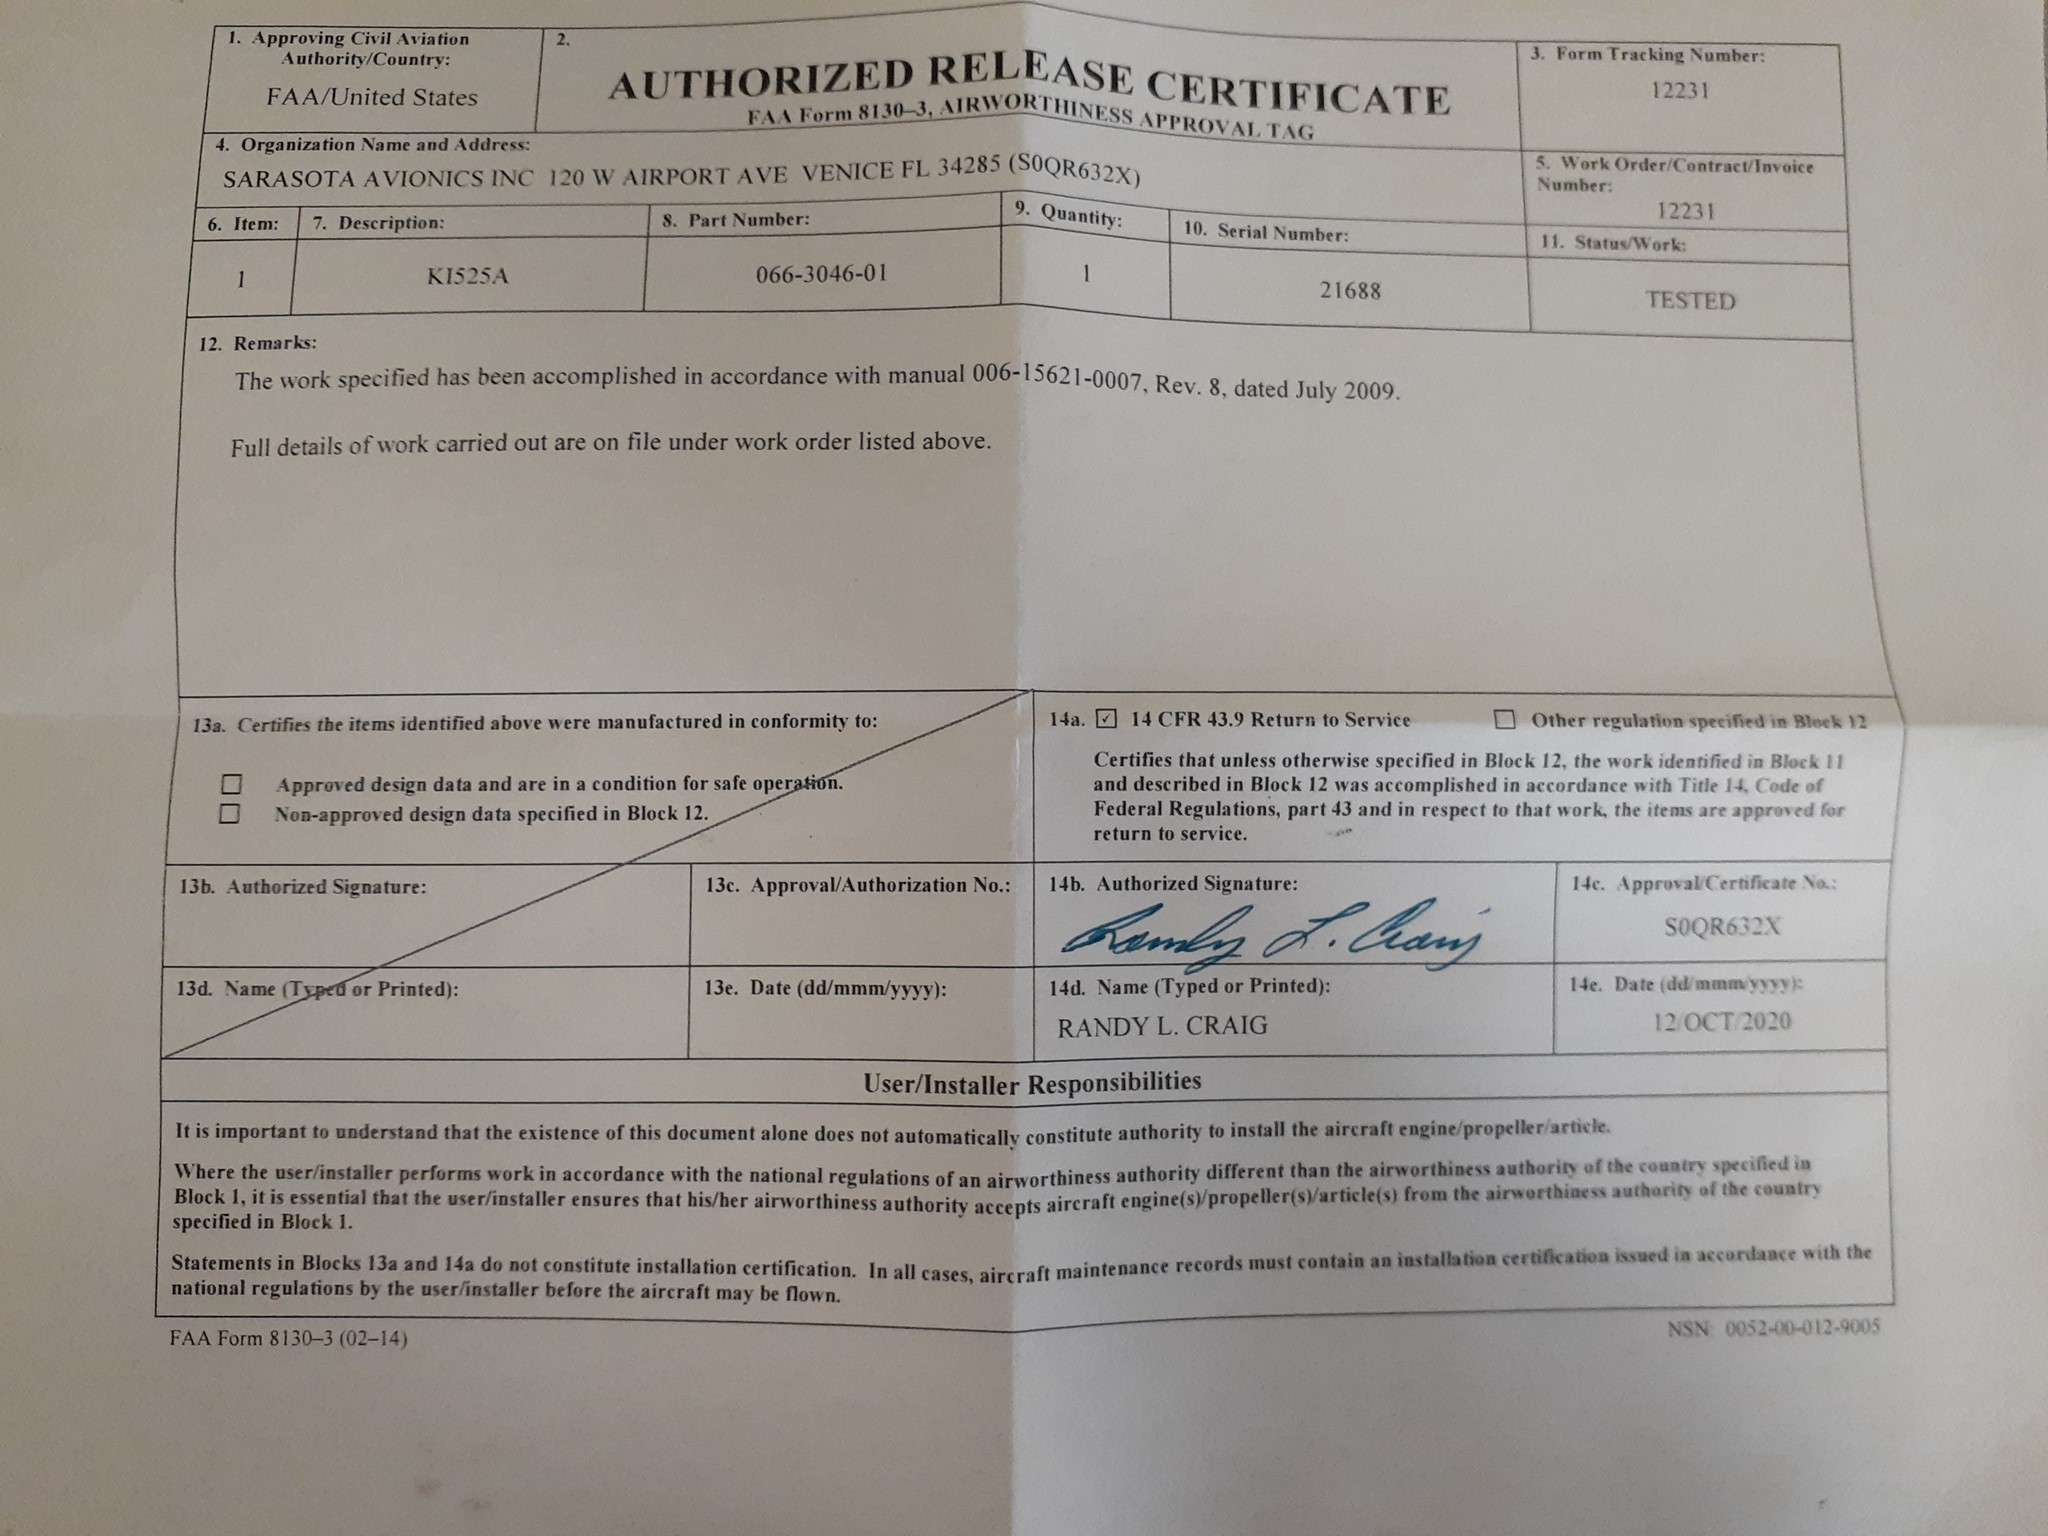 1. Approving Civil Aviation
Authority/Country:
FAA/United States
2.
AUTHORIZED RELEASE CERTIFICATE
FAA Form 8130–3, AIRWORTHINESS APPROVAL TAG
3. Form Tracking Number:
12231
4. Organization Name and Address:
SARASOTA AVIONICS INC 120 W AIRPORT AVE VENICE FL 34285 (S0QR632X)
5. Work Order/Contract/Invoice
Number:
12231
6. Item:
7. Description:
8. Part Number:
9. Quantity:
10. Serial Number:
11. Status/Work:
1
KI525A
066-3046-01
1
21688
TESTED
12. Remarks:
The work specified has been accomplished in accordance with manual 006-15621-0007, Rev. 8, dated July 2009.
Full details of work carried out are on file under work order listed above.
13a. Certifies the items identified above were manufactured in conformity to:
Approved design data and are in a condition for safe operation.
Non-approved design data specified in Block 12.
14a. ✓ 14 CFR 43.9 Return to Service
Other regulation specified in Block 12
Certifies that unless otherwise specified in Block 12, the work identified in Block 11
and described in Block 12 was accomplished in accordance with Title 14, Code of
Federal Regulations, part 43 and in respect to that work, the items are approved for
return to service.
13b. Authorized Signature:
13c. Approval/Authorization No.:
14b. Authorized Signature:
Randy L. Craig
14c. Approval/Certificate No.:
S0QR632X
13d. Name (Typed or Printed):
13e. Date (dd/mmm/yyyy):
14d. Name (Typed or Printed):
RANDY L. CRAIG
14e. Date (dd/mmm/yyyy):
12/OCT/2020
User/Installer Responsibilities
It is important to understand that the existence of this document alone does not automatically constitute authority to install the aircraft engine/propeller/article.
Where the user/installer performs work in accordance with the national regulations of an airworthiness authority different than the airworthiness authority of the country specified in
Block 1, it is essential that the user/installer ensures that his/her airworthiness authority accepts aircraft engine(s)/propeller(s)/article(s) from the airworthiness authority of the country
specified in Block 1.
Statements in Blocks 13a and 14a do not constitute installation certification. In all cases, aircraft maintenance records must contain an installation certification issued in accordance with the
national regulations by the user/installer before the aircraft may be flown.
FAA Form 8130–3 (02–14)
NSN: 0052-00-012-9005